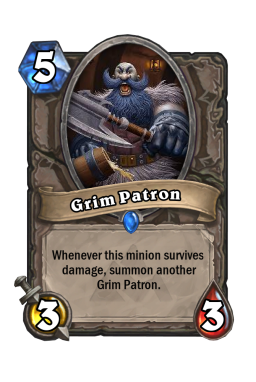 5
Grim Patron
Whenever this minion survives
damage, summon another
Grim Patron.
3
3